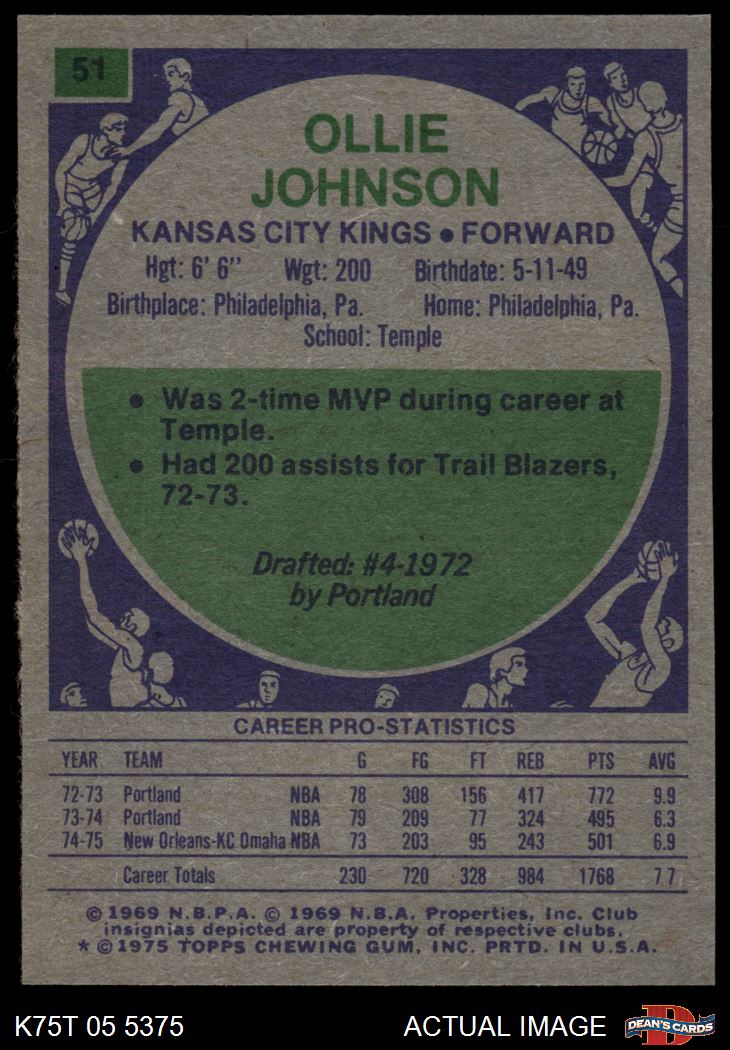 51
OLLIE
JOHNSON
KANSAS CITY KINGS • FORWARD
Hgt: 6' 6" Wgt: 200 Birthdate: 5-11-49
Birthplace: Philadelphia, Pa. Home: Philadelphia, Pa.
School: Temple
• Was 2-time MVP during career at
Temple.
• Had 200 assists for Trail Blazers,
72-73.
Drafted: #4-1972
by Portland
CAREER PRO-STATISTICS
YEAR TEAM G FG FT REB PTS AVG
72-73 Portland NBA 78 308 156 417 772 9.9
73-74 Portland NBA 79 209 77 324 495 6.3
74-75 New Orleans-KC Omaha NBA 73 203 95 243 501 6.9
Career Totals 230 720 328 984 1768 7.7
© 1969 N.B.P.A. © 1969 N.B.A. Properties, Inc. Club
insignias depicted are property of respective clubs.
* © 1975 TOPPS CHEWING GUM, INC. PRTD. IN U.S.A.
K75T 05 5375 ACTUAL IMAGE D DEAN'S CARDS